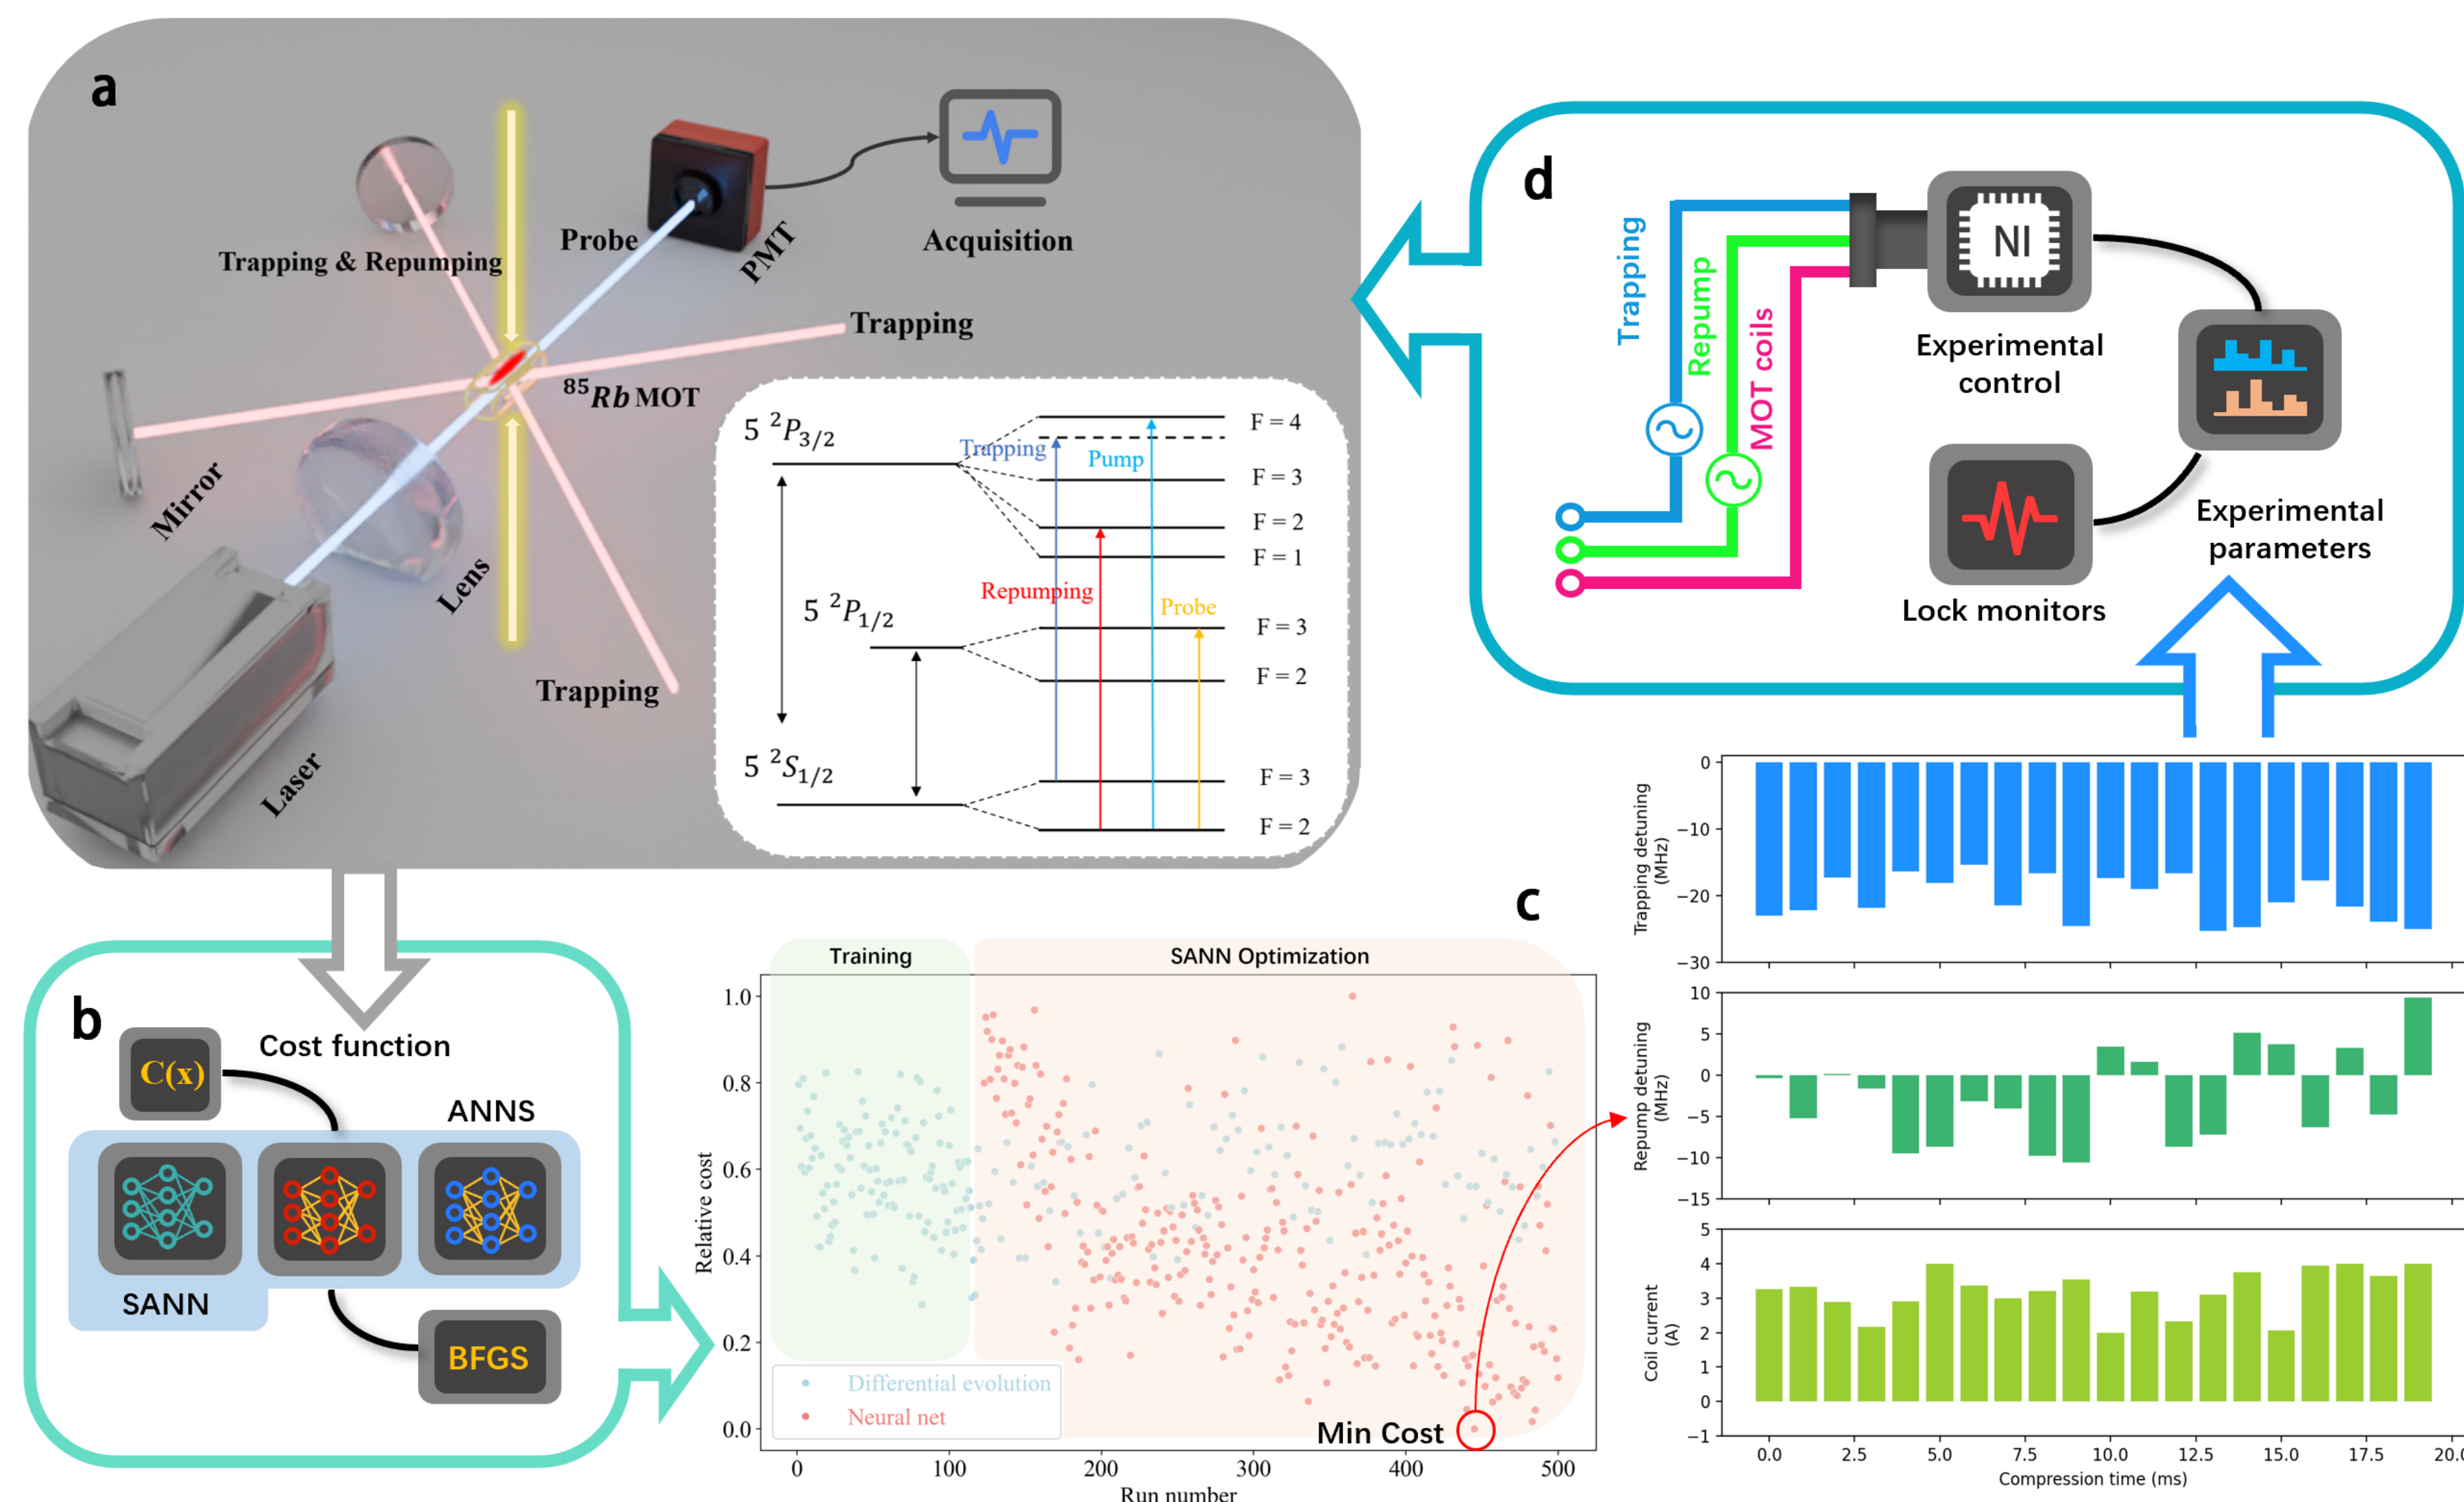 a
Trapping & Repumping
Probe
PMT
Acquisition
Trapping
⁸⁵Rb MOT
Mirror
Lens
Trapping
Laser
5 ²P₃/₂
5 ²P₁/₂
5 ²S₁/₂
Trapping
Pump
Repumping
Probe
F = 4
F = 3
F = 2
F = 1
F = 3
F = 2
F = 3
F = 2
b
Cost function
C(x)
ANNS
SANN
BFGS
c
Training
SANN Optimization
Relative cost
1.0
0.8
0.6
0.4
0.2
0.0
Differential evolution
Neural net
Min Cost
0 100 200 300 400 500
Run number
d
Trapping
Repump
MOT coils
NI
Experimental
control
Experimental
parameters
Lock monitors
Trapping detuning
(MHz)
0
−10
−20
−30
Repump detuning
(MHz)
10
5
0
−5
−10
−15
Coil current
(A)
5
4
3
2
1
0
−1
0.0 2.5 5.0 7.5 10.0 12.5 15.0 17.5 20.0
Compression time (ms)